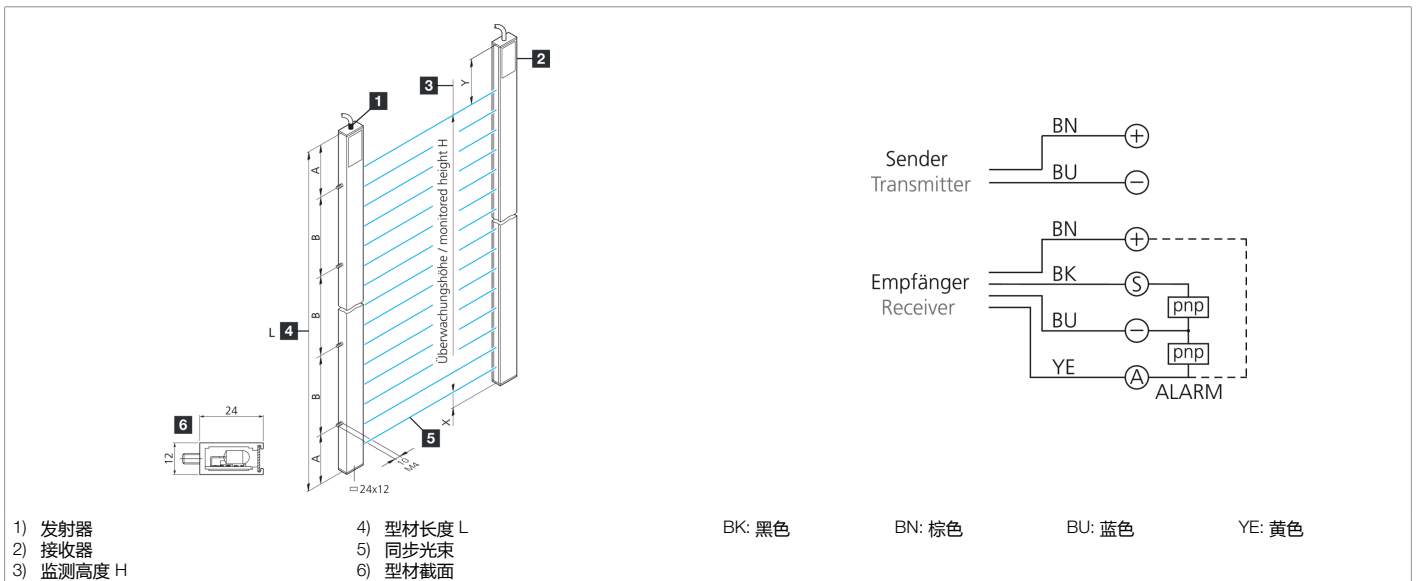 1
2
3
Y
A
B
B
B
A
L 4
Überwachungshöhe / monitored height H
X
5
10
M4
24x12
6
24
12
Sender
Transmitter
BN
+
BU
−
Empfänger
Receiver
BN
+
BK
S
pnp
BU
−
pnp
YE
A
ALARM
1) 发射器
2) 接收器
3) 监测高度 H
4) 型材长度 L
5) 同步光束
6) 型材截面
BK: 黑色
BN: 棕色
BU: 蓝色
YE: 黄色